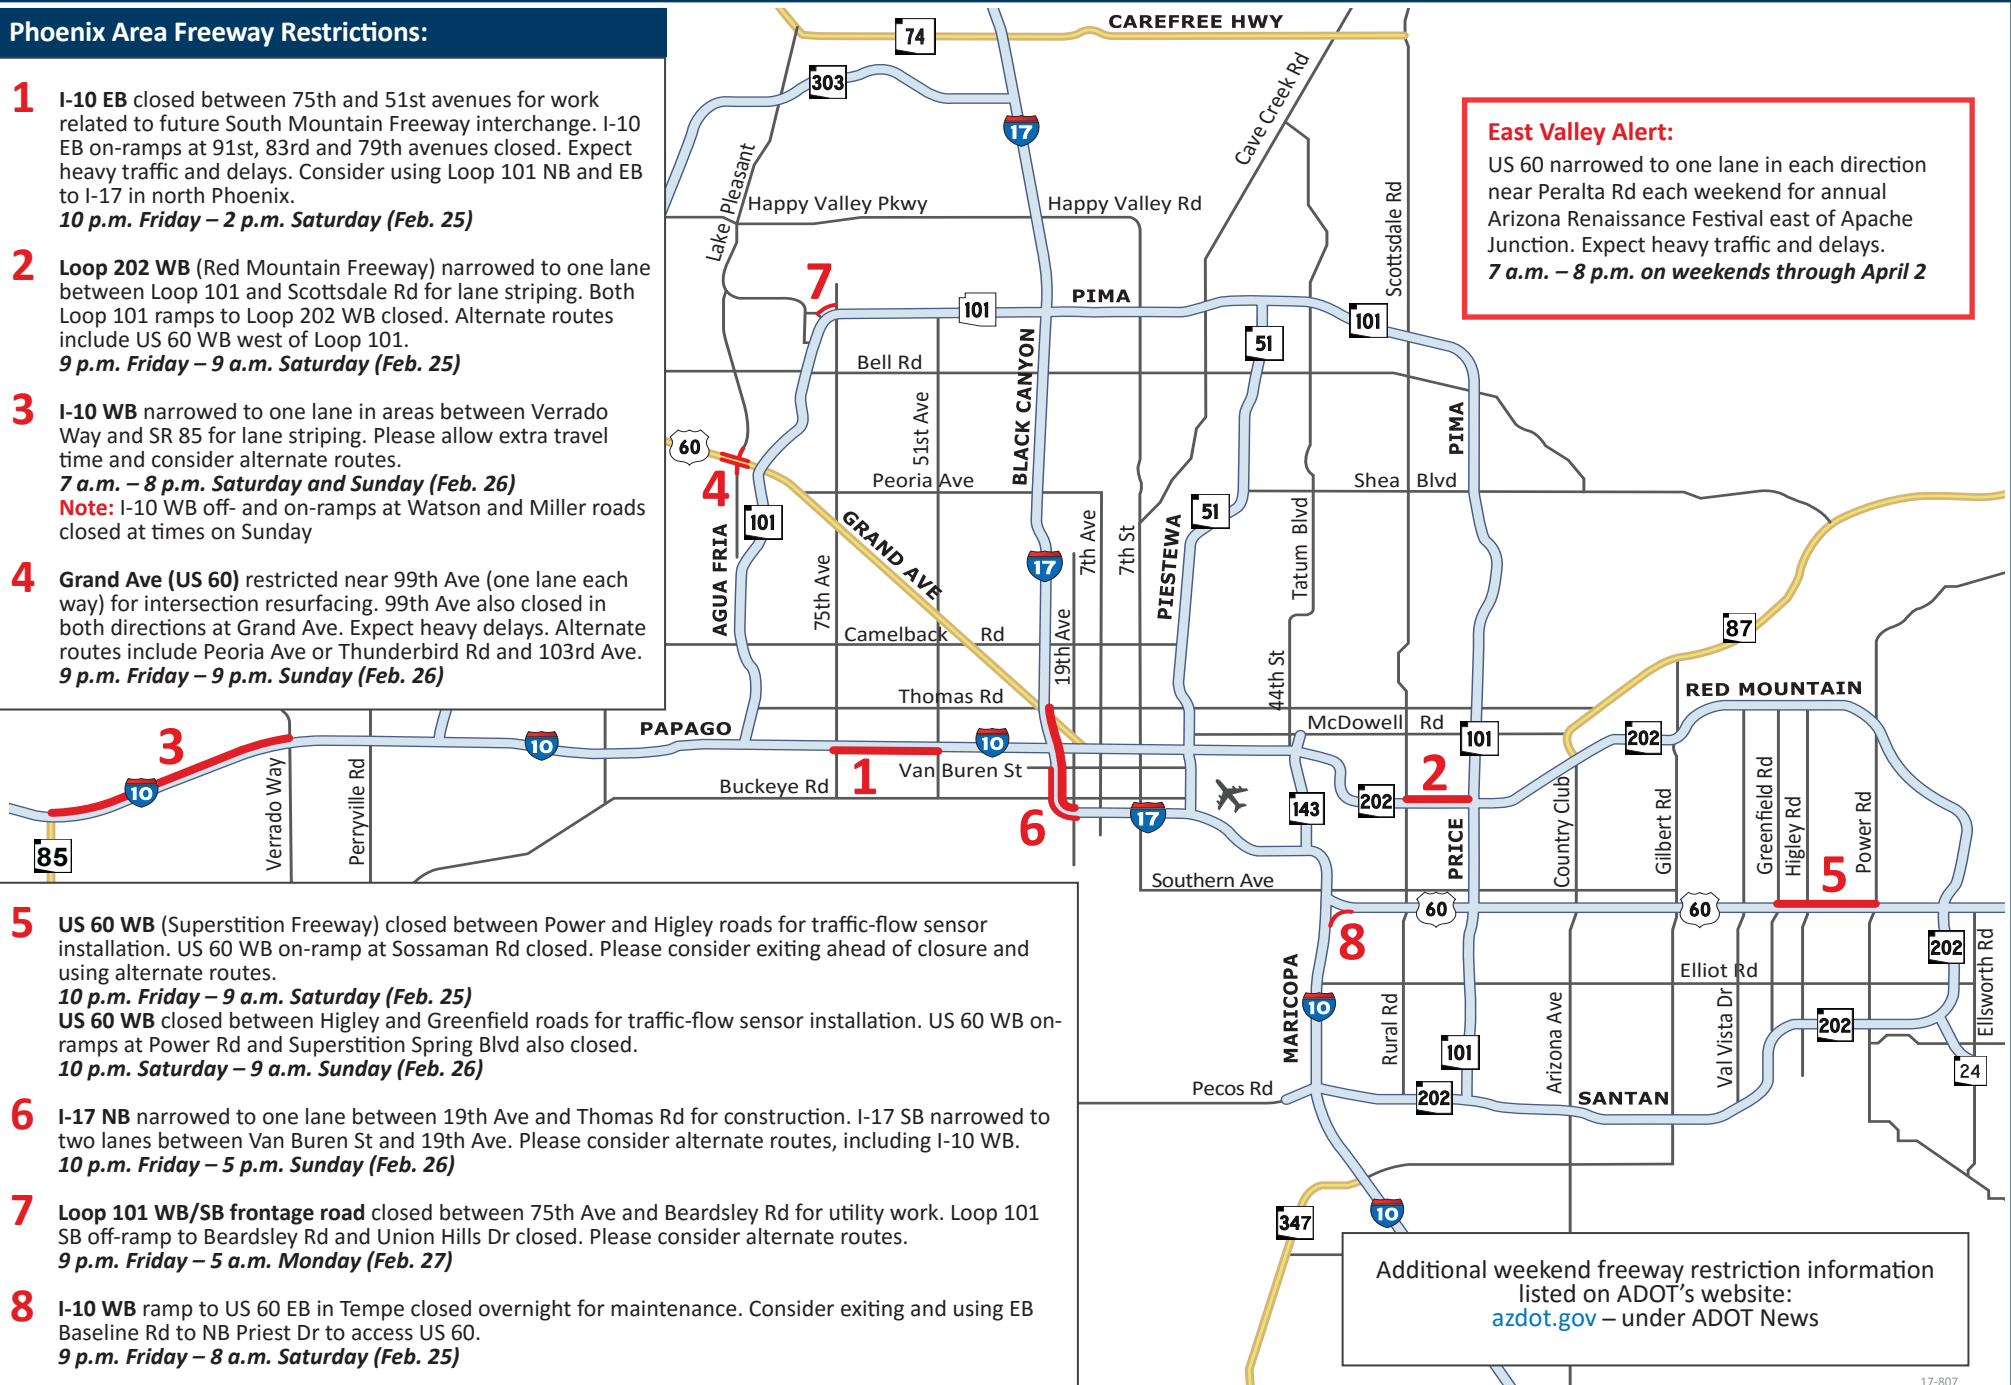 Phoenix Area Freeway Restrictions:
1
I-10 EB closed between 75th and 51st avenues for work
related to future South Mountain Freeway interchange. I-10
EB on-ramps at 91st, 83rd and 79th avenues closed. Expect
heavy traffic and delays. Consider using Loop 101 NB and EB
to I-17 in north Phoenix.
10 p.m. Friday – 2 p.m. Saturday (Feb. 25)
2
Loop 202 WB (Red Mountain Freeway) narrowed to one lane
between Loop 101 and Scottsdale Rd for lane striping. Both
Loop 101 ramps to Loop 202 WB closed. Alternate routes
include US 60 WB west of Loop 101.
9 p.m. Friday – 9 a.m. Saturday (Feb. 25)
3
I-10 WB narrowed to one lane in areas between Verrado
Way and SR 85 for lane striping. Please allow extra travel
time and consider alternate routes.
7 a.m. – 8 p.m. Saturday and Sunday (Feb. 26)
Note: I-10 WB off- and on-ramps at Watson and Miller roads
closed at times on Sunday
4
Grand Ave (US 60) restricted near 99th Ave (one lane each
way) for intersection resurfacing. 99th Ave also closed in
both directions at Grand Ave. Expect heavy delays. Alternate
routes include Peoria Ave or Thunderbird Rd and 103rd Ave.
9 p.m. Friday – 9 p.m. Sunday (Feb. 26)
5
US 60 WB (Superstition Freeway) closed between Power and Higley roads for traffic-flow sensor
installation. US 60 WB on-ramp at Sossaman Rd closed. Please consider exiting ahead of closure and
using alternate routes.
10 p.m. Friday – 9 a.m. Saturday (Feb. 25)
US 60 WB closed between Higley and Greenfield roads for traffic-flow sensor installation. US 60 WB on-
ramps at Power Rd and Superstition Spring Blvd also closed.
10 p.m. Saturday – 9 a.m. Sunday (Feb. 26)
6
I-17 NB narrowed to one lane between 19th Ave and Thomas Rd for construction. I-17 SB narrowed to
two lanes between Van Buren St and 19th Ave. Please consider alternate routes, including I-10 WB.
10 p.m. Friday – 5 p.m. Sunday (Feb. 26)
7
Loop 101 WB/SB frontage road closed between 75th Ave and Beardsley Rd for utility work. Loop 101
SB off-ramp to Beardsley Rd and Union Hills Dr closed. Please consider alternate routes.
9 p.m. Friday – 5 a.m. Monday (Feb. 27)
8
I-10 WB ramp to US 60 EB in Tempe closed overnight for maintenance. Consider exiting and using EB
Baseline Rd to NB Priest Dr to access US 60.
9 p.m. Friday – 8 a.m. Saturday (Feb. 25)
East Valley Alert:
US 60 narrowed to one lane in each direction
near Peralta Rd each weekend for annual
Arizona Renaissance Festival east of Apache
Junction. Expect heavy traffic and delays.
7 a.m. – 8 p.m. on weekends through April 2
CAREFREE HWY
74
303
17
Cave Creek Rd
Lake Pleasant
Happy Valley Pkwy
Happy Valley Rd
Scottsdale Rd
7
101
PIMA
101
51
Bell Rd
BLACK CANYON
51st Ave
PIMA
60
4
Peoria Ave
Shea Blvd
101
GRAND AVE
51
Tatum Blvd
7th Ave
7th St
AGUA FRIA
17
PIESTEWA
75th Ave
Camelback Rd
19th Ave
87
44th St
Thomas Rd
RED MOUNTAIN
McDowell Rd
PAPAGO
3
10
10
101
202
10
Verrado Way
Perryville Rd
Buckeye Rd
1
Van Buren St
2
202
143
17
6
85
PRICE
Country Club
Gilbert Rd
Greenfield Rd
Higley Rd
Power Rd
5
Southern Ave
60
60
8
202
Ellsworth Rd
MARICOPA
10
Elliot Rd
Rural Rd
Arizona Ave
Val Vista Dr
202
101
24
Pecos Rd
202
SANTAN
347
10
Additional weekend freeway restriction information
listed on ADOT's website:
azdot.gov – under ADOT News
17-807